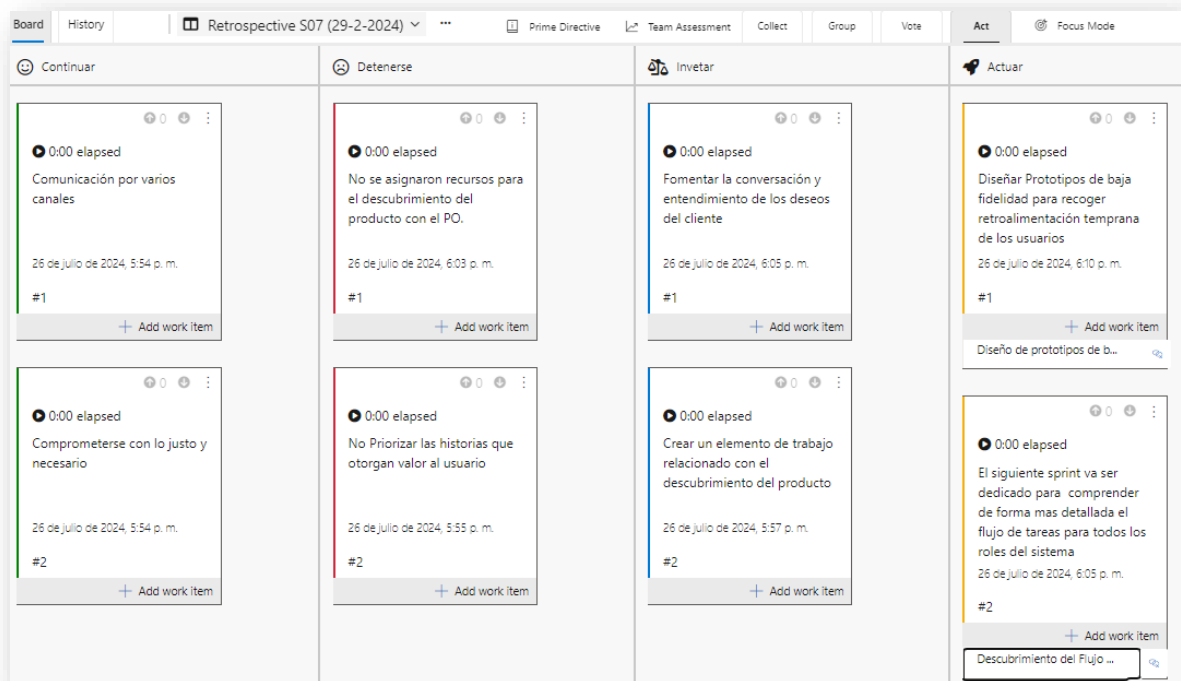 Board
History
Retrospective S07 (29-2-2024)
Prime Directive
Team Assessment
Collect
Group
Vote
Act
Focus Mode
Continuar
Detenerse
Invetar
Actuar
0
0:00 elapsed
Comunicación por varios
canales
26 de julio de 2024, 5:54 p. m.
#1
Add work item
0
0:00 elapsed
Comprometerse con lo justo y
necesario
26 de julio de 2024, 5:54 p. m.
#2
Add work item
0
0:00 elapsed
No se asignaron recursos para
el descubrimiento del
producto con el PO.
26 de julio de 2024, 6:03 p. m.
#1
Add work item
0
0:00 elapsed
No Priorizar las historias que
otorgan valor al usuario
26 de julio de 2024, 5:55 p. m.
#2
Add work item
0
0:00 elapsed
Fomentar la conversación y
entendimiento de los deseos
del cliente
26 de julio de 2024, 6:05 p. m.
#1
Add work item
0
0:00 elapsed
Crear un elemento de trabajo
relacionado con el
descubrimiento del producto
26 de julio de 2024, 5:57 p. m.
#2
Add work item
0
0:00 elapsed
Diseñar Prototipos de baja
fidelidad para recoger
retroalimentación temprana
de los usuarios
26 de julio de 2024, 6:10 p. m.
#1
Add work item
Diseño de prototipos de b...
0
0:00 elapsed
El siguiente sprint va ser
dedicado para comprender
de forma mas detallada el
flujo de tareas para todos los
roles del sistema
26 de julio de 2024, 6:05 p. m.
#2
Add work item
Descubrimiento del Flujo ...